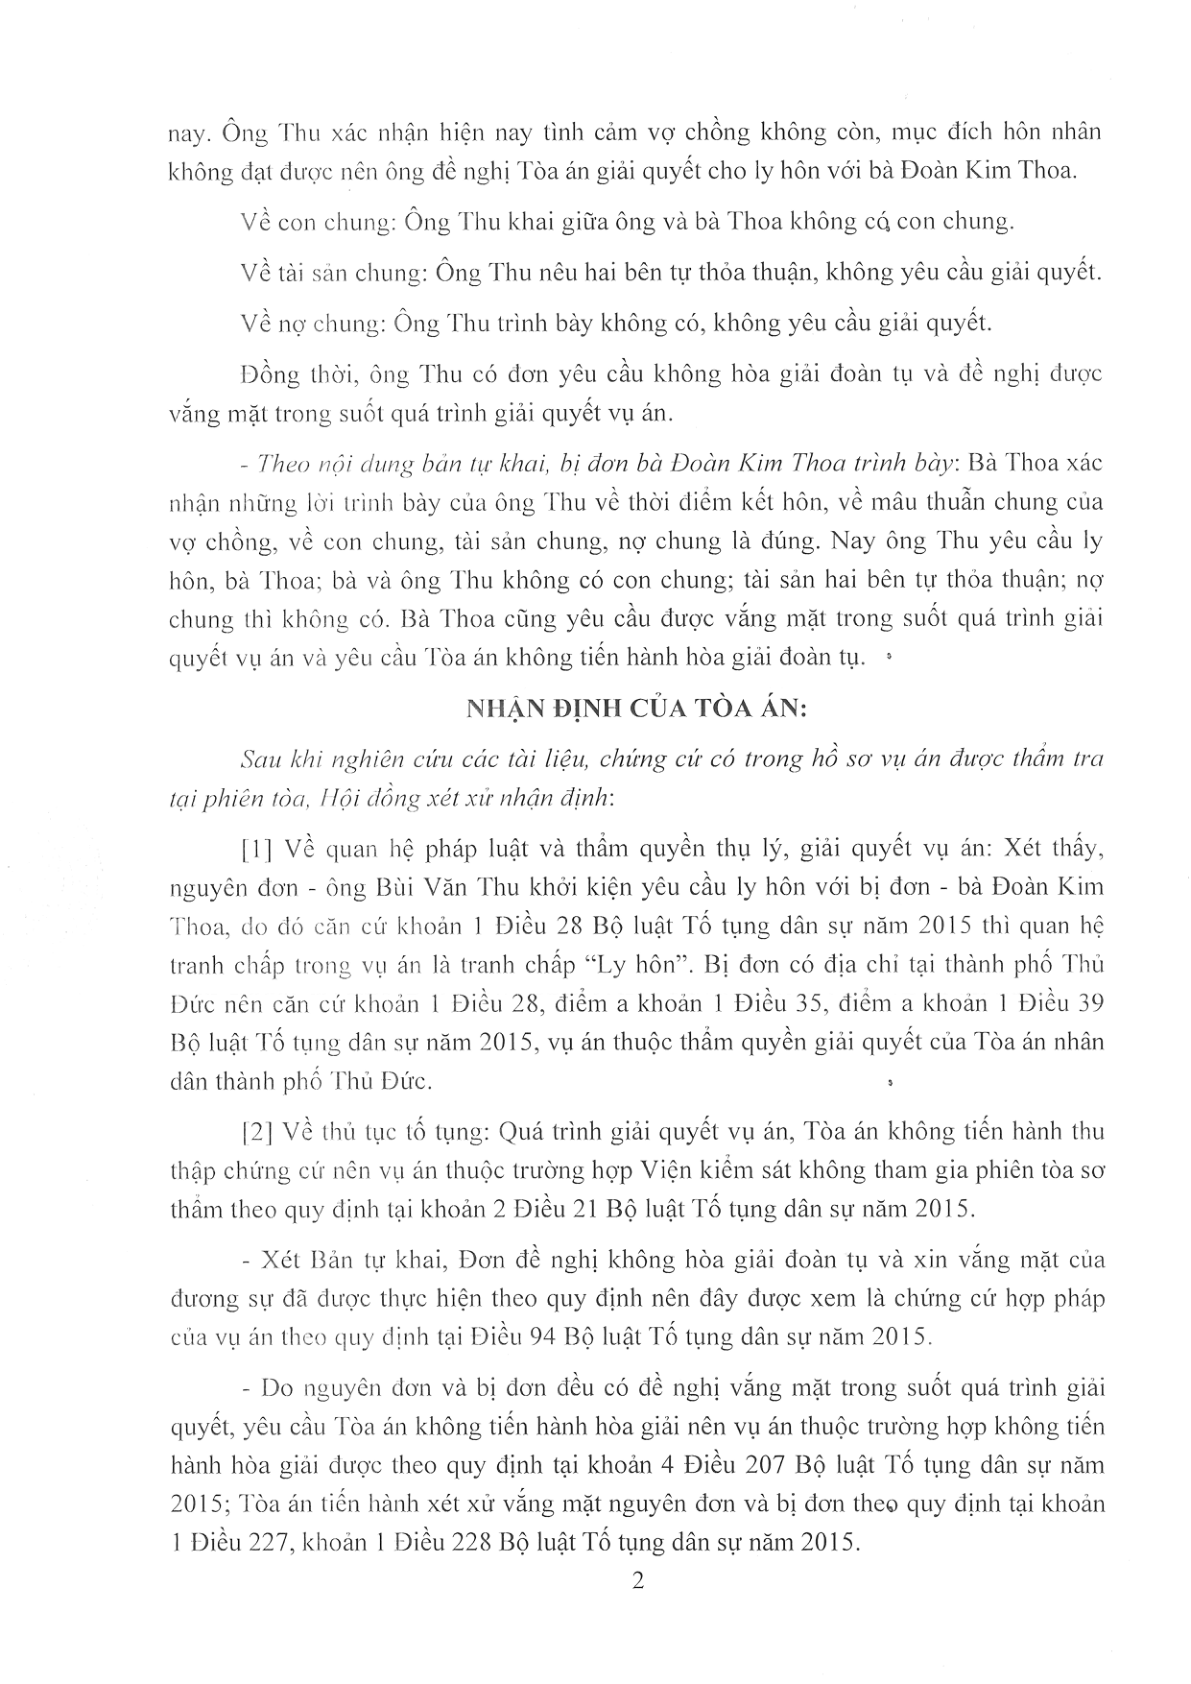 nay. Ông Thu xác nhận hiện nay tình cảm vợ chồng không còn, mục đích hôn nhân
không đạt được nên ông đề nghị Tòa án giải quyết cho ly hôn với bà Đoàn Kim Thoa.
Về con chung: Ông Thu khai giữa ông và bà Thoa không có con chung.
Về tài sản chung: Ông Thu nêu hai bên tự thỏa thuận, không yêu cầu giải quyết.
Về nợ chung: Ông Thu trình bày không có, không yêu cầu giải quyết.
Đồng thời, ông Thu có đơn yêu cầu không hòa giải đoàn tụ và đề nghị được
vắng mặt trong suốt quá trình giải quyết vụ án.
- Theo nội dung bản tự khai, bị đơn bà Đoàn Kim Thoa trình bày: Bà Thoa xác
nhận những lời trình bày của ông Thu về thời điểm kết hôn, về mâu thuẫn chung của
vợ chồng, về con chung, tài sản chung, nợ chung là đúng. Nay ông Thu yêu cầu ly
hôn, bà Thoa; bà và ông Thu không có con chung; tài sản hai bên tự thỏa thuận; nợ
chung thì không có. Bà Thoa cũng yêu cầu được vắng mặt trong suốt quá trình giải
quyết vụ án và yêu cầu Tòa án không tiến hành hòa giải đoàn tụ.
NHẬN ĐỊNH CỦA TÒA ÁN:
Sau khi nghiên cứu các tài liệu, chứng cứ có trong hồ sơ vụ án được thẩm tra
tại phiên tòa, Hội đồng xét xử nhận định:
[1] Về quan hệ pháp luật và thẩm quyền thụ lý, giải quyết vụ án: Xét thấy,
nguyên đơn - ông Bùi Văn Thu khởi kiện yêu cầu ly hôn với bị đơn - bà Đoàn Kim
Thoa, do đó căn cứ khoản 1 Điều 28 Bộ luật Tố tụng dân sự năm 2015 thì quan hệ
tranh chấp trong vụ án là tranh chấp “Ly hôn”. Bị đơn có địa chỉ tại thành phố Thủ
Đức nên căn cứ khoản 1 Điều 28, điểm a khoản 1 Điều 35, điểm a khoản 1 Điều 39
Bộ luật Tố tụng dân sự năm 2015, vụ án thuộc thẩm quyền giải quyết của Tòa án nhân
dân thành phố Thủ Đức.
[2] Về thủ tục tố tụng: Quá trình giải quyết vụ án, Tòa án không tiến hành thu
thập chứng cứ nên vụ án thuộc trường hợp Viện kiểm sát không tham gia phiên tòa sơ
thẩm theo quy định tại khoản 2 Điều 21 Bộ luật Tố tụng dân sự năm 2015.
- Xét Bản tự khai, Đơn đề nghị không hòa giải đoàn tụ và xin vắng mặt của
đương sự đã được thực hiện theo quy định nên đây được xem là chứng cứ hợp pháp
của vụ án theo quy định tại Điều 94 Bộ luật Tố tụng dân sự năm 2015.
- Do nguyên đơn và bị đơn đều có đề nghị vắng mặt trong suốt quá trình giải
quyết, yêu cầu Tòa án không tiến hành hòa giải nên vụ án thuộc trường hợp không tiến
hành hòa giải được theo quy định tại khoản 4 Điều 207 Bộ luật Tố tụng dân sự năm
2015; Tòa án tiến hành xét xử vắng mặt nguyên đơn và bị đơn theo quy định tại khoản
1 Điều 227, khoản 1 Điều 228 Bộ luật Tố tụng dân sự năm 2015.
2